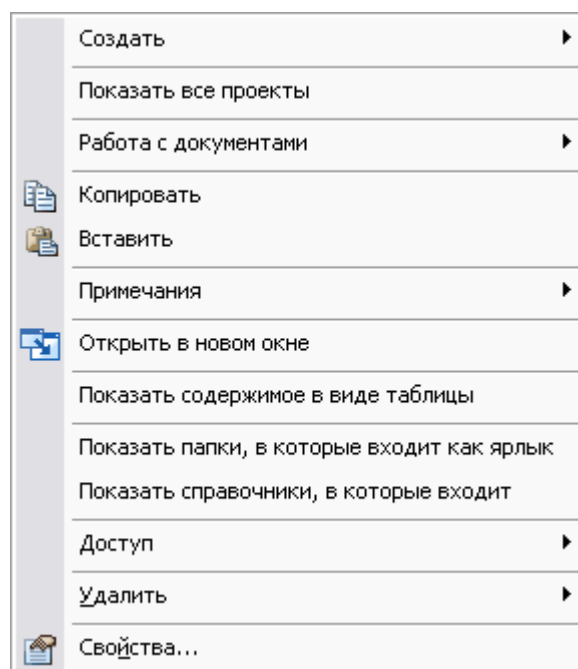 Создать
Показать все проекты
Работа с документами
Копировать
Вставить
Примечания
Открыть в новом окне
Показать содержимое в виде таблицы
Показать папки, в которые входит как ярлык
Показать справочники, в которые входит
Доступ
Удалить
Свойства...